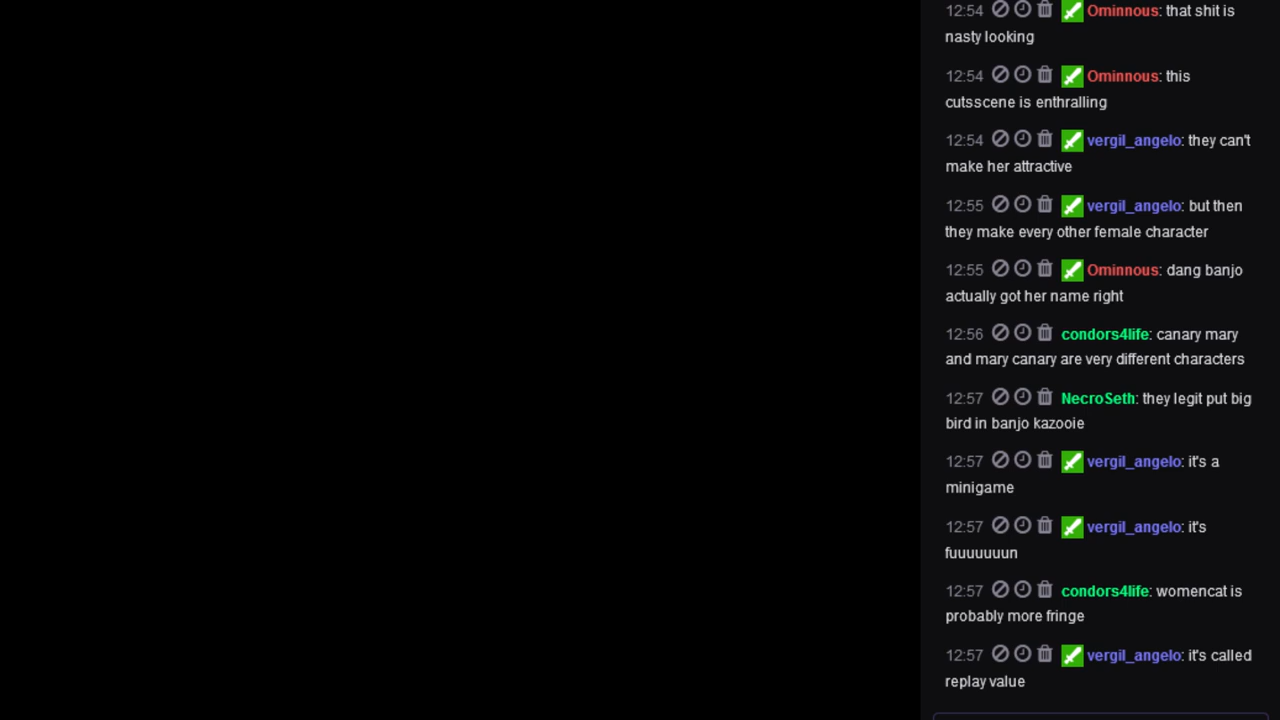 12:54 Ominnous: that shit is
nasty looking
12:54 Ominnous: this
cutsscene is enthralling
12:54 vergil_angelo: they can't
make her attractive
12:55 vergil_angelo: but then
they make every other female character
12:55 Ominnous: dang banjo
actually got her name right
12:56 condors4life: canary mary
and mary canary are very different characters
12:57 NecroSeth: they legit put big
bird in banjo kazooie
12:57 vergil_angelo: it's a
minigame
12:57 vergil_angelo: it's
fuuuuuuun
12:57 condors4life: womencat is
probably more fringe
12:57 vergil_angelo: it's called
replay value